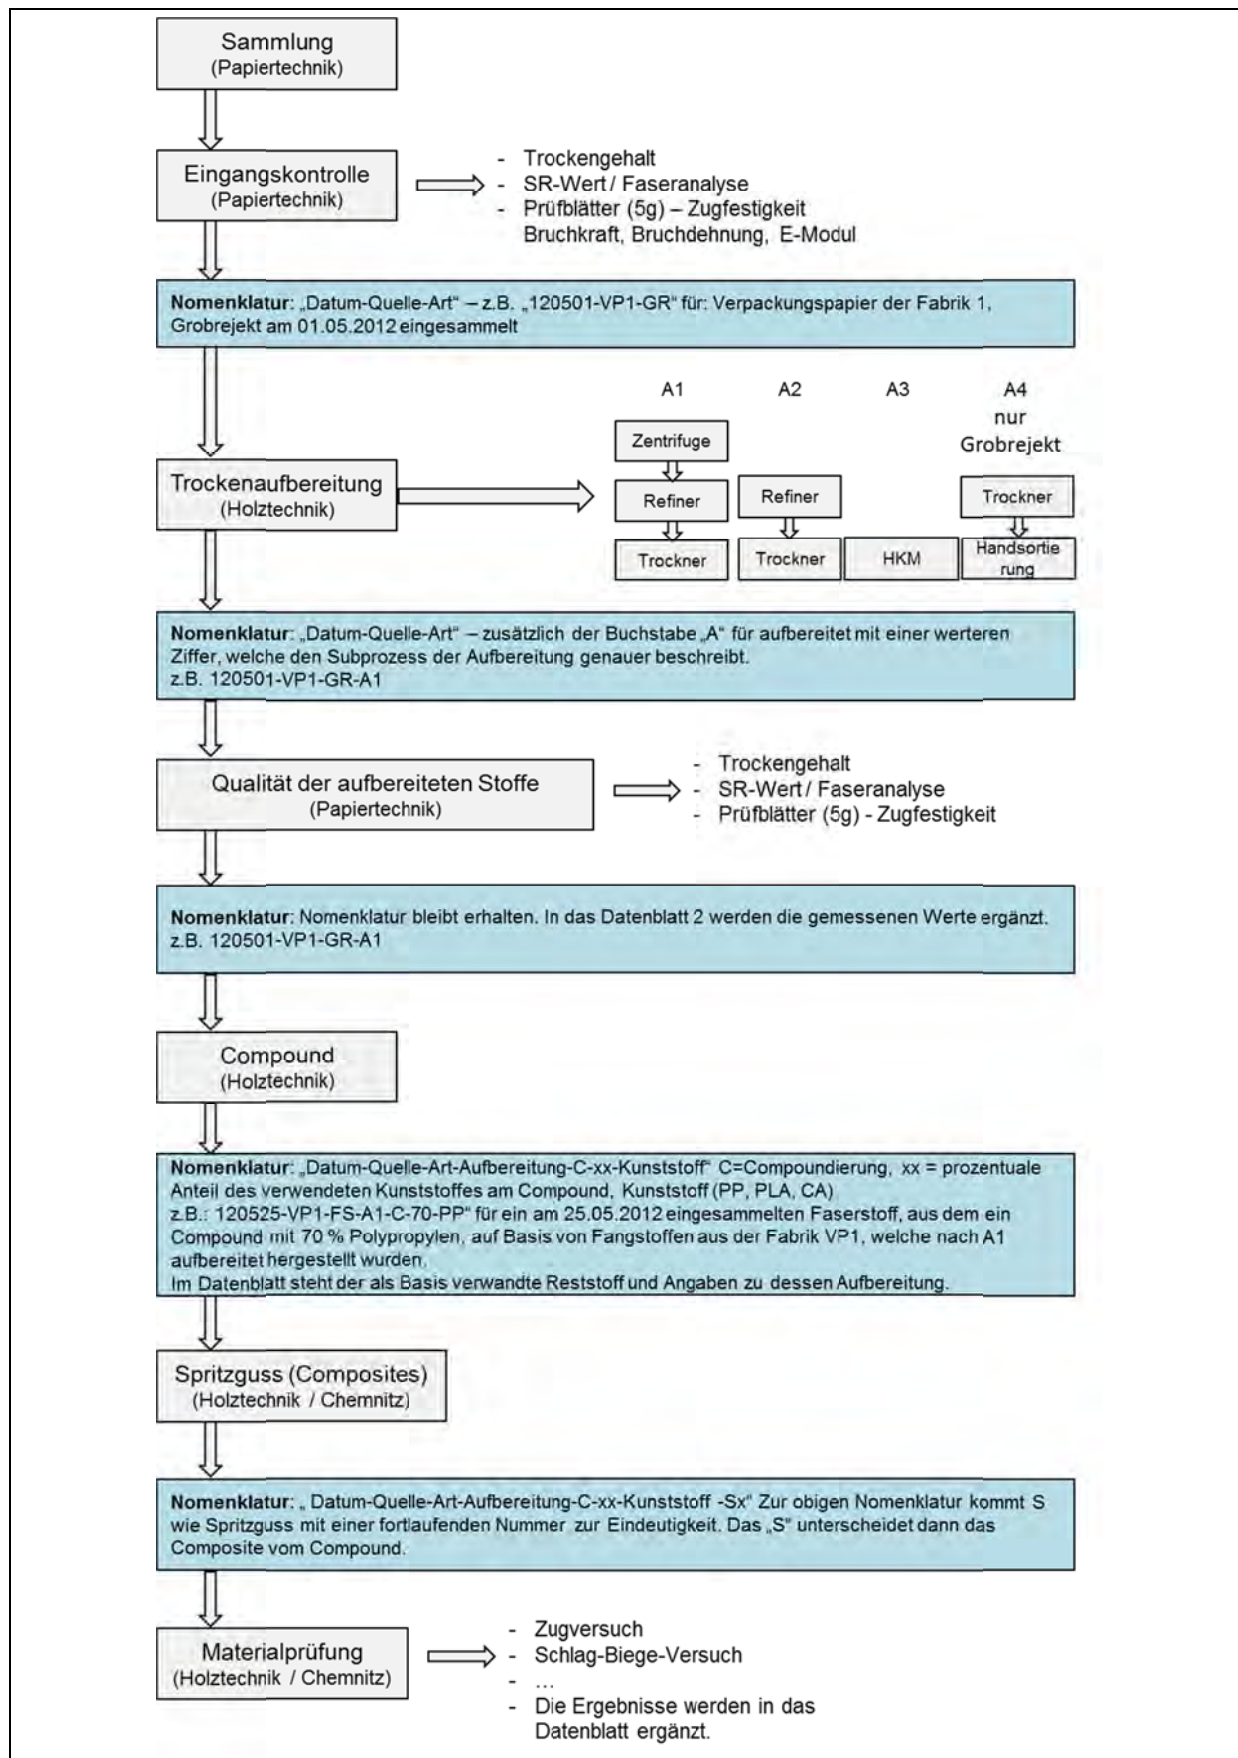 Sammlung
(Papiertechnik)
Eingangskontrolle
(Papiertechnik)
- Trockengehalt
- SR-Wert / Faseranalyse
- Prüfblätter (5g) – Zugfestigkeit
Bruchkraft, Bruchdehnung, E-Modul
Nomenklatur: „Datum-Quelle-Art“ – z.B. „120501-VP1-GR“ für: Verpackungspapier der Fabrik 1,
Grobrejekt am 01.05.2012 eingesammelt
A1 A2 A3 A4
nur
Grobrejekt
Trockenaufbereitung
(Holztechnik)
Zentrifuge
Refiner Refiner Trockner
Trockner Trockner HKM Handsortie
rung
Nomenklatur: „Datum-Quelle-Art“ – zusätzlich der Buchstabe „A“ für aufbereitet mit einer werteren
Ziffer, welche den Subprozess der Aufbereitung genauer beschreibt.
z.B. 120501-VP1-GR-A1
Qualität der aufbereiteten Stoffe
(Papiertechnik)
- Trockengehalt
- SR-Wert / Faseranalyse
- Prüfblätter (5g) - Zugfestigkeit
Nomenklatur: Nomenklatur bleibt erhalten. In das Datenblatt 2 werden die gemessenen Werte ergänzt.
z.B. 120501-VP1-GR-A1
Compound
(Holztechnik)
Nomenklatur: „Datum-Quelle-Art-Aufbereitung-C-xx-Kunststoff“ C=Compoundierung, xx = prozentuale
Anteil des verwendeten Kunststoffes am Compound, Kunststoff (PP, PLA, CA)
z.B.: 120525-VP1-FS-A1-C-70-PP“ für ein am 25.05.2012 eingesammelten Faserstoff, aus dem ein
Compound mit 70 % Polypropylen, auf Basis von Fangstoffen aus der Fabrik VP1, welche nach A1
aufbereitet hergestellt wurden.
Im Datenblatt steht der als Basis verwandte Reststoff und Angaben zu dessen Aufbereitung.
Spritzguss (Composites)
(Holztechnik / Chemnitz)
Nomenklatur: „ Datum-Quelle-Art-Aufbereitung-C-xx-Kunststoff -Sx“ Zur obigen Nomenklatur kommt S
wie Spritzguss mit einer fortlaufenden Nummer zur Eindeutigkeit. Das „S“ unterscheidet dann das
Composite vom Compound.
Materialprüfung
(Holztechnik / Chemnitz)
- Zugversuch
- Schlag-Biege-Versuch
- ...
- Die Ergebnisse werden in das
Datenblatt ergänzt.